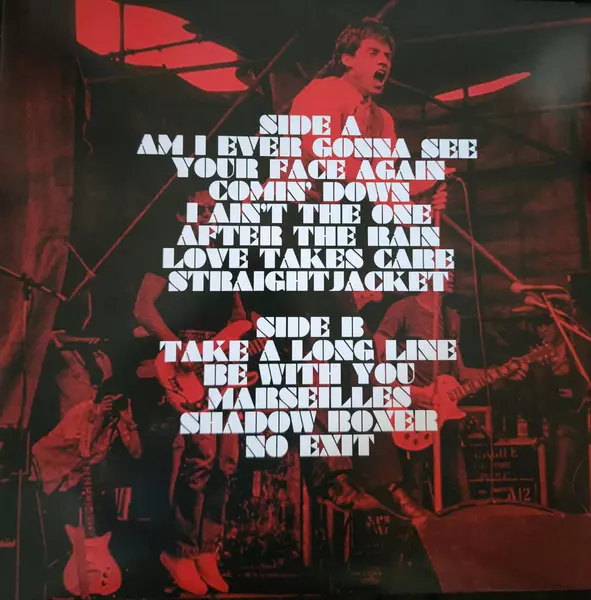 SIDE A
AM I EVER GONNA SEE
YOUR FACE AGAIN
COMIN' DOWN
I AIN'T THE ONE
AFTER THE RAIN
LOVE TAKES CARE
STRAIGHTJACKET
SIDE B
TAKE A LONG LINE
BE WITH YOU
MARSEILLES
SHADOW BOXER
NO EXIT